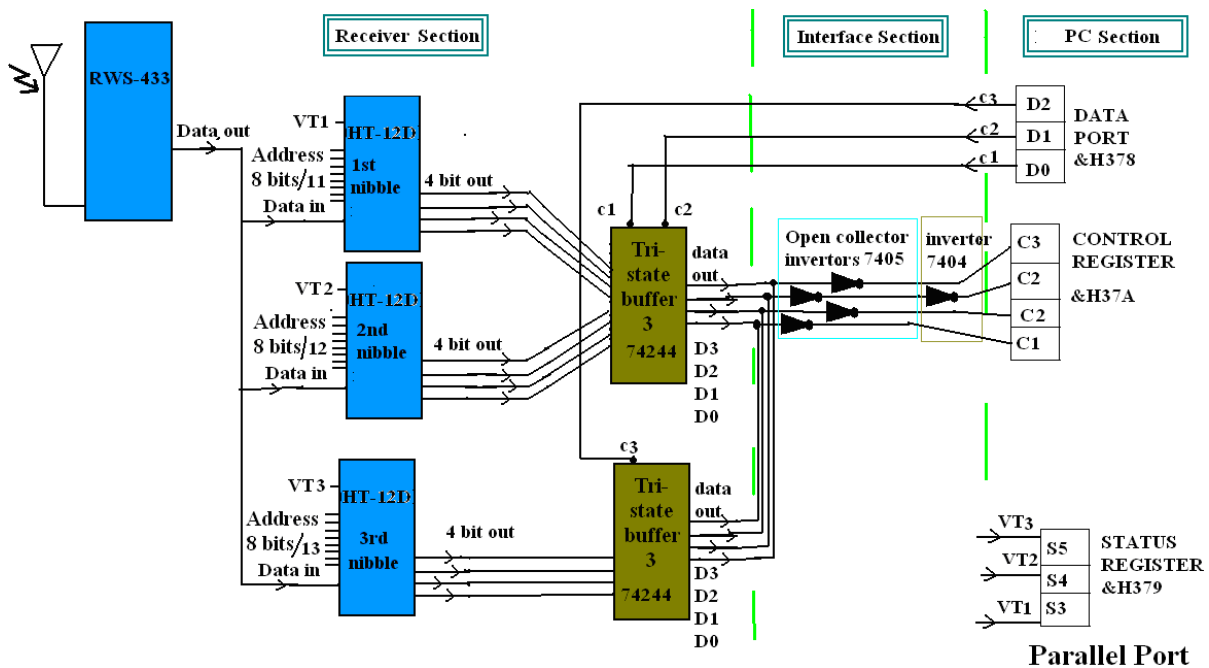 Receiver Section
Interface Section
: PC Section
RWS-433
Data out
VT1
HT-12D
1st
nibble
Address
8 bits/11
Data in
4 bit out
VT2
HT-12D
2nd
nibble
Address
8 bits/12
Data in
4 bit out
VT3
HT-12D
3rd
nibble
Address
8 bits/13
Data in
4 bit out
c1
c2
Tri-
state
buffer
3
74244
data
out
D3
D2
D1
D0
c3
Tri-
state
buffer
3
74244
data
out
D3
D2
D1
D0
Open collector
invertors 7405
invertor
7404
c3
c2
c1
D2
D1
D0
DATA
PORT
&H378
C3
C2
C2
C1
CONTROL
REGISTER
&H37A
VT3
VT2
VT1
S5
S4
S3
STATUS
REGISTER
&H379
Parallel Port